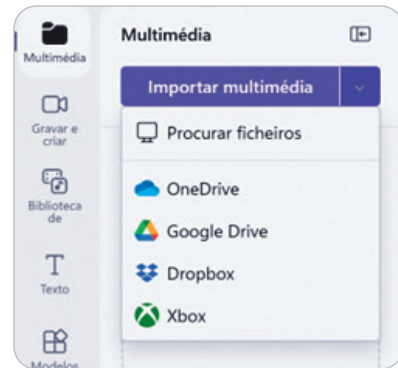 Multimédia
Gravar e
criar
Biblioteca
de
Texto
Modelos
Multimédia
Importar multimédia
Procurar ficheiros
OneDrive
Google Drive
Dropbox
Xbox